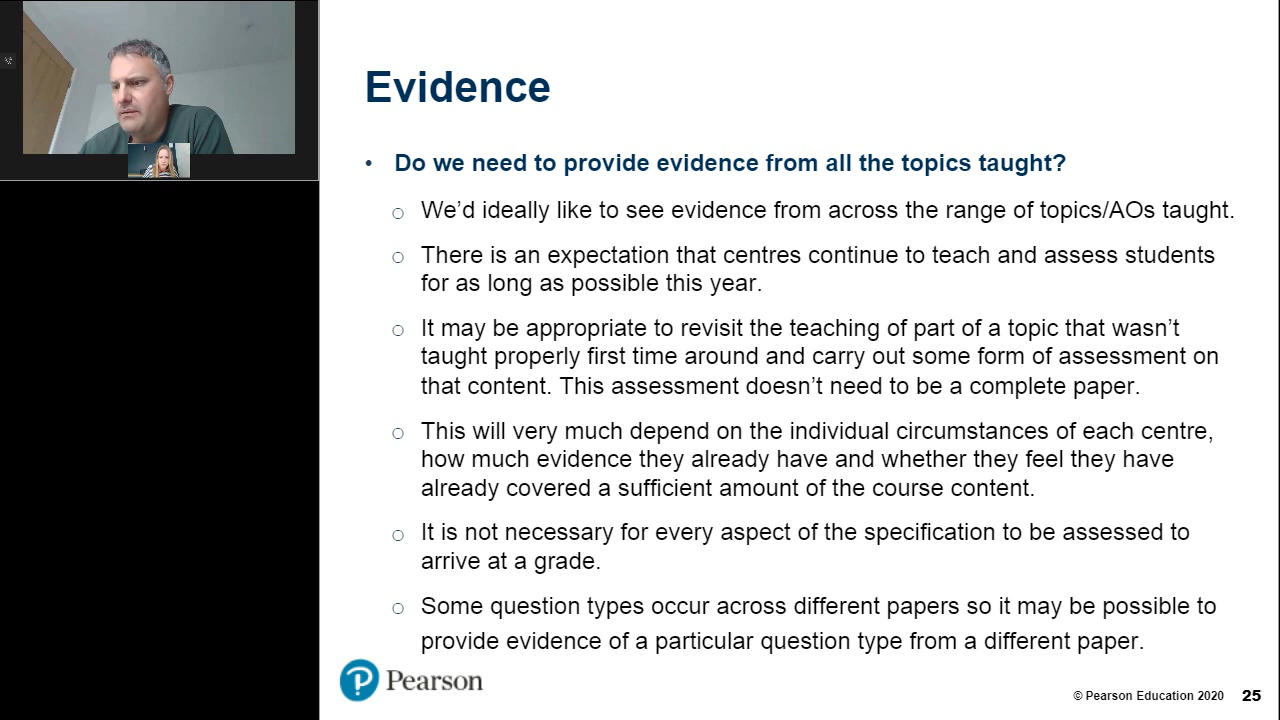 Evidence
• Do we need to provide evidence from all the topics taught?
○ We’d ideally like to see evidence from across the range of topics/AOs taught.
○ There is an expectation that centres continue to teach and assess students
for as long as possible this year.
○ It may be appropriate to revisit the teaching of part of a topic that wasn’t
taught properly first time around and carry out some form of assessment on
that content. This assessment doesn’t need to be a complete paper.
○ This will very much depend on the individual circumstances of each centre,
how much evidence they already have and whether they feel they have
already covered a sufficient amount of the course content.
○ It is not necessary for every aspect of the specification to be assessed to
arrive at a grade.
○ Some question types occur across different papers so it may be possible to
provide evidence of a particular question type from a different paper.
Pearson
© Pearson Education 2020 25